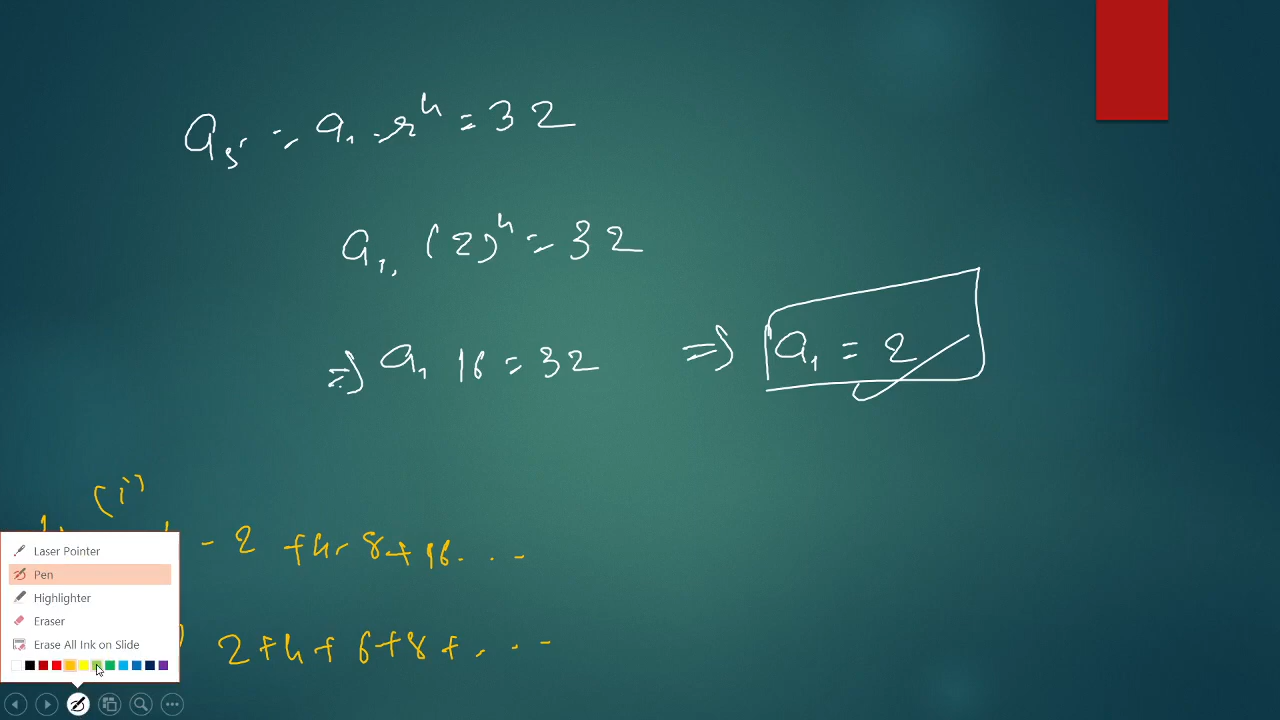 a₅ = a₁ · r⁴ = 32
a₁, (2)⁴ = 32
⇒ a₁ 16 = 32 ⇒ a₁ = 2
(i)
- 2 + 4 - 8 + 16 . . . -
2 + 4 + 6 + 8 + . . . -
Laser Pointer
Pen
Highlighter
Eraser
Erase All Ink on Slide